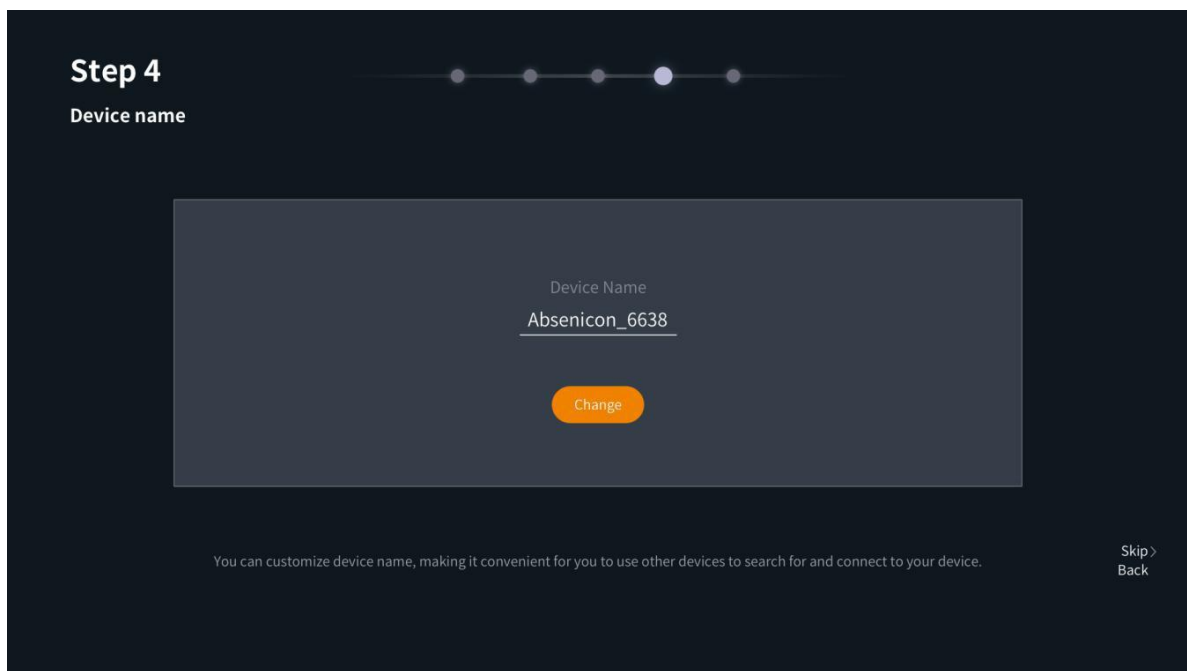 Step 4
Device name
Device Name
Absenicon_6638
Change
You can customize device name, making it convenient for you to use other devices to search for and connect to your device.
Skip>
Back